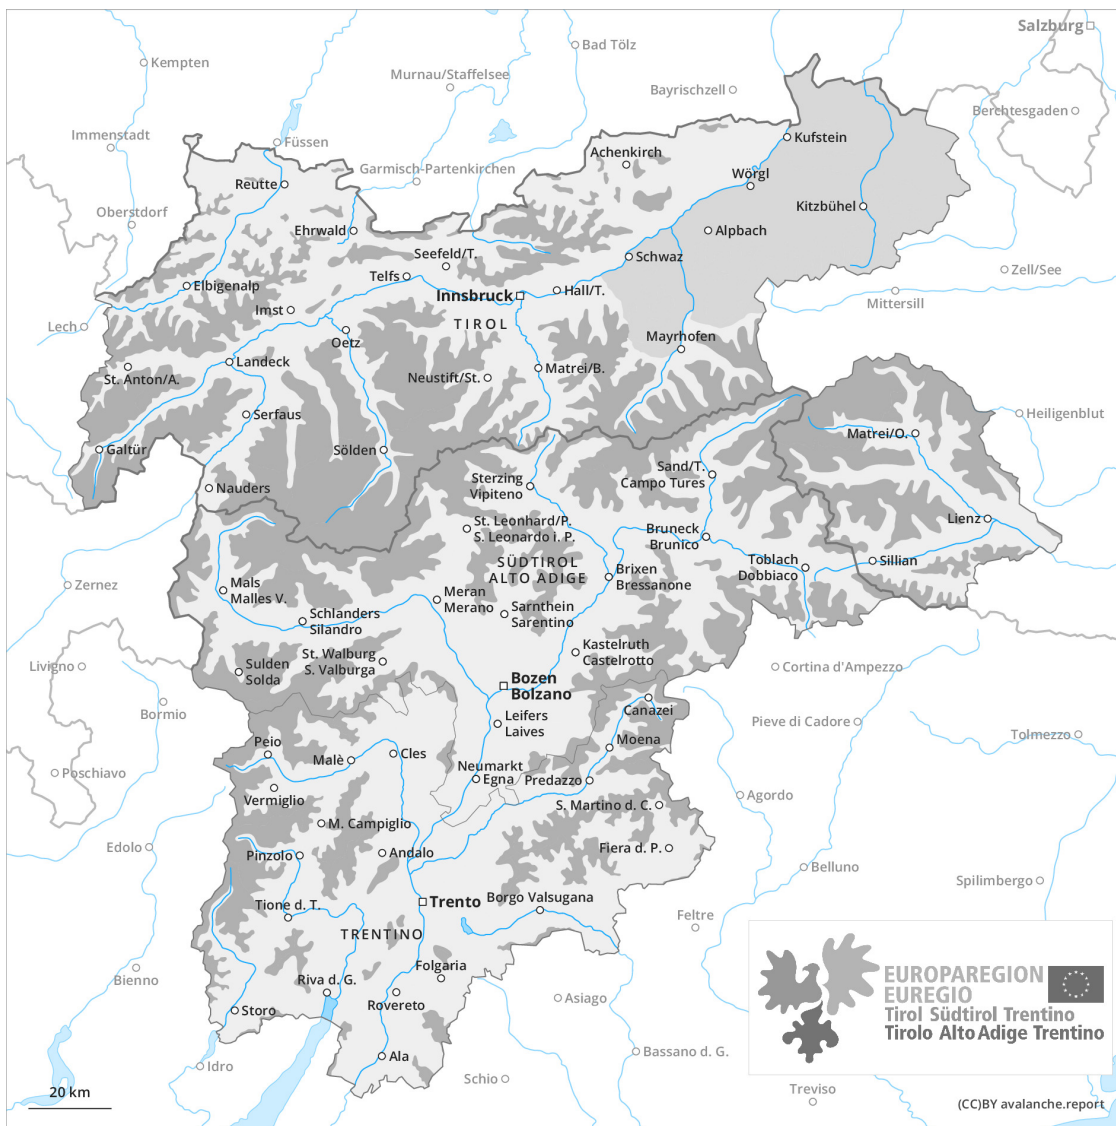 Salzburg
Kempten
Bad Tölz
Murnau/Staffelsee
Bayrischzell
Berchtesgaden
Immenstadt
Füssen
Kufstein
Achenkirch
Garmisch-Partenkirchen
Wörgl
Reutte
Oberstdorf
Kitzbühel
Ehrwald
Alpbach
Seefeld/T.
Schwaz
Telfs
Zell/See
Elbigenalp
Innsbruck
Hall/T.
Mittersill
Imst
TIROL
Lech
Oetz
Mayrhofen
Landeck
Matrei/B.
St. Anton/A.
Neustift/St.
Serfaus
Heiligenblut
Matrei/O.
Galtür
Sölden
Sterzing
Vipiteno
Sand/T.
Campo Tures
Nauders
Lienz
St. Leonhard/P.
S. Leonardo i. P.
Bruneck
Brunico
SÜDTIROL
ALTO ADIGE
Toblach
Dobbiaco
Sillian
Brixen
Bressanone
Zernez
Mals
Malles V.
Meran
Merano
Sarnthein
Sarentino
Schlanders
Silandro
Kastelruth
Castelrotto
St. Walburg
S. Valburga
Livigno
Sulden
Solda
Cortina d'Ampezzo
Bozen
Bolzano
Bormio
Canazei
Leifers
Laives
Pieve di Cadore
Tolmezzo
Peio
Moena
Malè
Cles
Poschiavo
Neumarkt
Egna
Predazzo
Vermiglio
Agordo
S. Martino d. C.
M. Campiglio
Edolo
Pinzolo
Andalo
Fiera d. P.
Belluno
Spilimbergo
Tione d. T.
Trento
Borgo Valsugana
Feltre
TRENTINO
Folgaria
Bienno
Riva d. G.
Rovereto
Asiago
Storo
Ala
Bassano d. G.
Idro
Schio
Treviso
EUROPAREGION
EUREGIO
Tirol Südtirol Trentino
Tirolo Alto Adige Trentino
20 km
(CC)BY avalanche.report